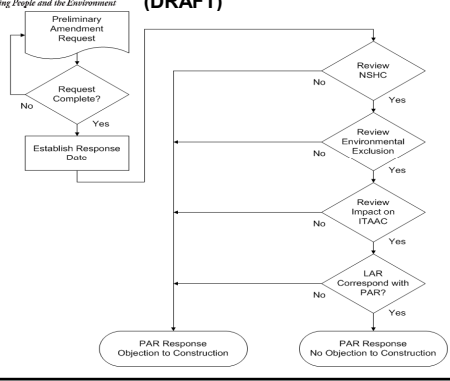 ing People and the Environment
(DRAFT)
Preliminary
Amendment
Request
Request
Complete?
No
Yes
Establish Response
Date
Review
NSHC
No
Yes
Review
Environmental
Exclusion
No
Yes
Review
Impact on
ITAAC
No
Yes
LAR
Correspond with
PAR?
No
Yes
PAR Response
Objection to Construction
PAR Response
No Objection to Construction